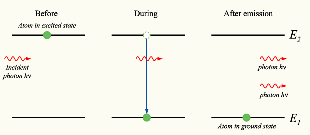 Before
During
After emission
Atom in excited state
E₂
Incident
photon hν
photon hν
photon hν
Atom in ground state
E₁